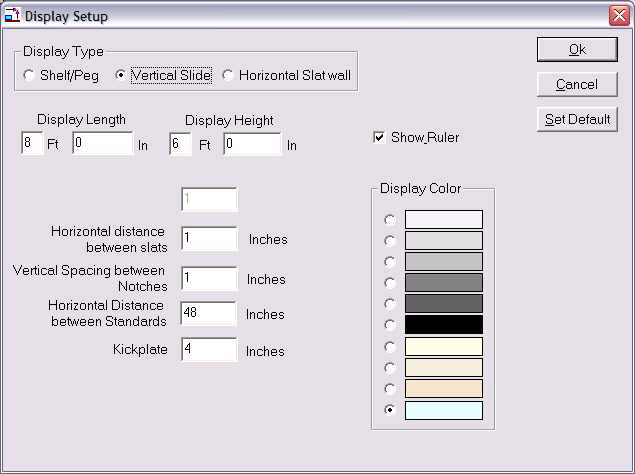 Display Setup
Display Type
Shelf/Peg Vertical Slide Horizontal Slat wall
Ok
Cancel
Set Default
Display Length Display Height
8 Ft 0 In 6 Ft 0 In
Show Ruler
1
Horizontal distance
between slats 1 Inches
Vertical Spacing between
Notches 1 Inches
Horizontal Distance
between Standards 48 Inches
Kickplate 4 Inches
Display Color